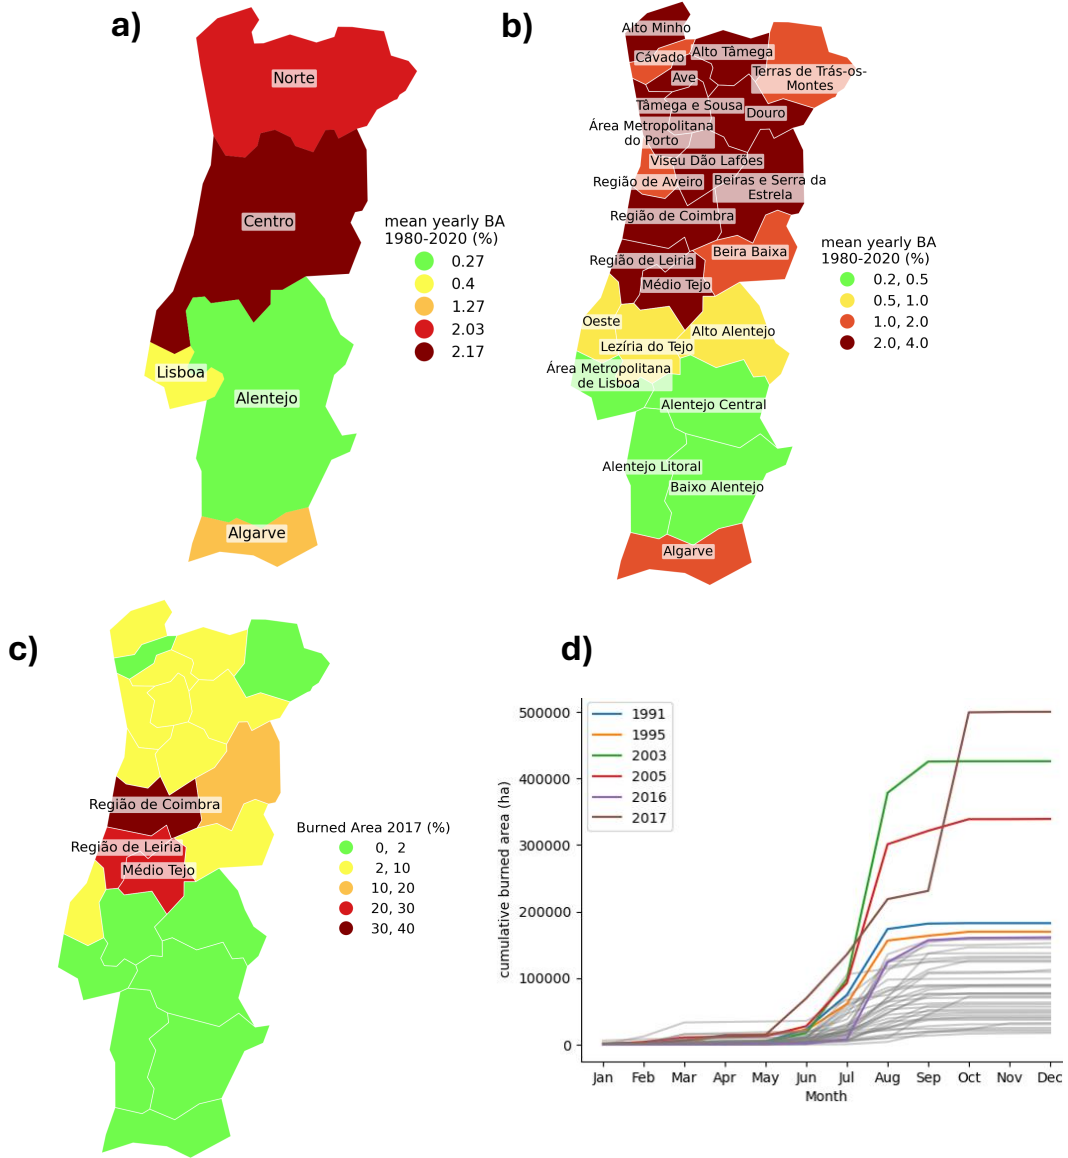 a)
Norte
Centro
Lisboa
Alentejo
Algarve
mean yearly BA
1980-2020 (%)
0.27
0.4
1.27
2.03
2.17
b)
Alto Minho
Cávado
Alto Tâmega
Ave
Terras de Trás-os-
Montes
Tâmega e Sousa
Douro
Área Metropolitana
do Porto
Viseu Dão Lafões
Região de Aveiro
Beiras e Serra da
Estrela
Região de Coimbra
Beira Baixa
Região de Leiria
Médio Tejo
Oeste
Alto Alentejo
Lezíria do Tejo
Área Metropolitana
de Lisboa
Alentejo Central
Alentejo Litoral
Baixo Alentejo
Algarve
mean yearly BA
1980-2020 (%)
0.2, 0.5
0.5, 1.0
1.0, 2.0
2.0, 4.0
c)
Região de Coimbra
Região de Leiria
Médio Tejo
Burned Area 2017 (%)
0, 2
2, 10
10, 20
20, 30
30, 40
d)
1991
1995
2003
2005
2016
2017
cumulative burned area (ha)
500000
400000
300000
200000
100000
0
Jan Feb Mar Apr May Jun Jul Aug Sep Oct Nov Dec
Month